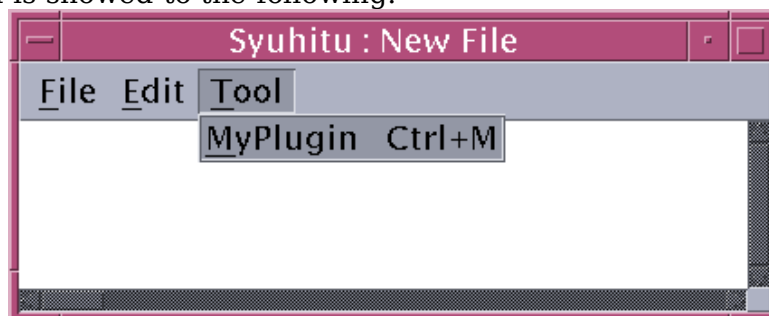 is showed to the following:
Syuhitu : New File
File Edit Tool
MyPlugin Ctrl+M